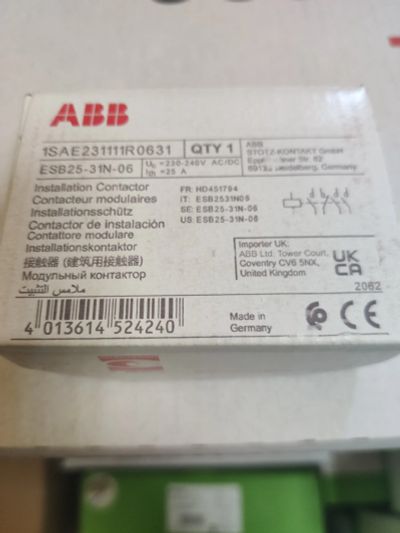 ABB
1SAE231111R0631
QTY 1
ABB
STOTZ-KONTAKT GmbH
Str. 82
Heidelberg, Germany
ESB25-31N-06
Uc =230-240V AC/DC
Ith =25 A
Installation Contactor
Contacteur modulaires
Installationsschütz
Contactor de instalación
Contattore modulare
Installationskontaktor
接触器 (建筑用接触器)
Модульный контактор
ملامس التثبيت
FR: HD451794
IT: ESB2531N06
SE: ESB25-31N-06
US: ESB25-31N-06
Importer UK:
ABB Ltd. Tower Court,
Coventry CV6 5NX,
United Kingdom
UK
CA
2062
4 013614 524240
Made in
Germany
CE